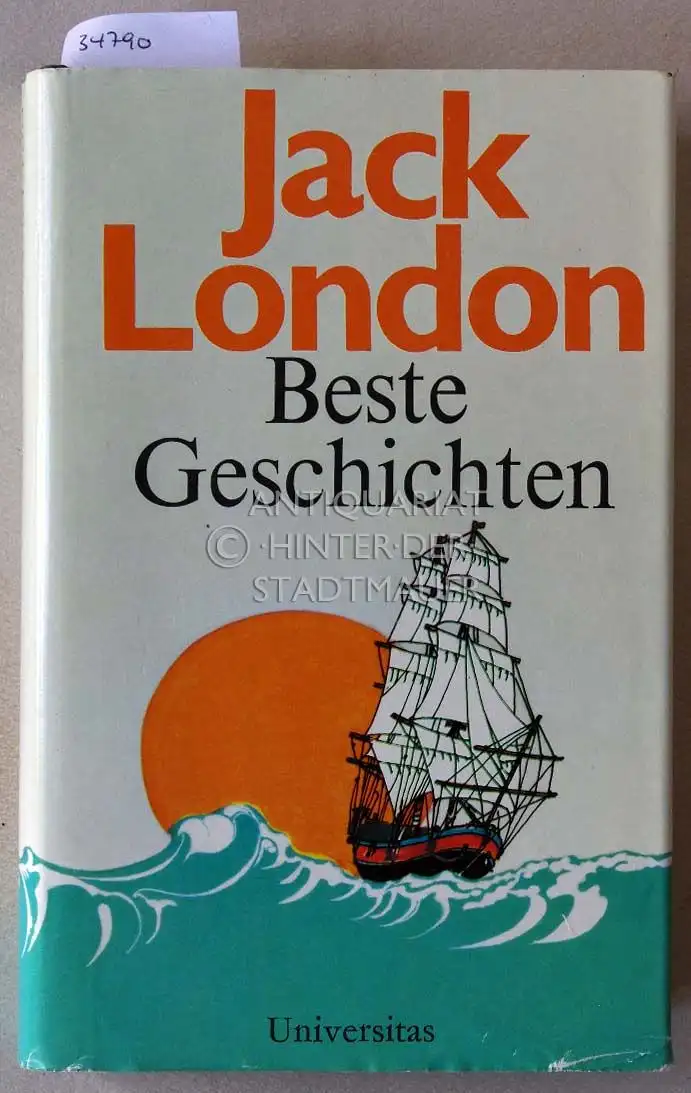 34790
Jack
London
Beste
Geschichten
ANTIQUARIAT
© ·HINTER·DER·
STADTMAUER
Universitas